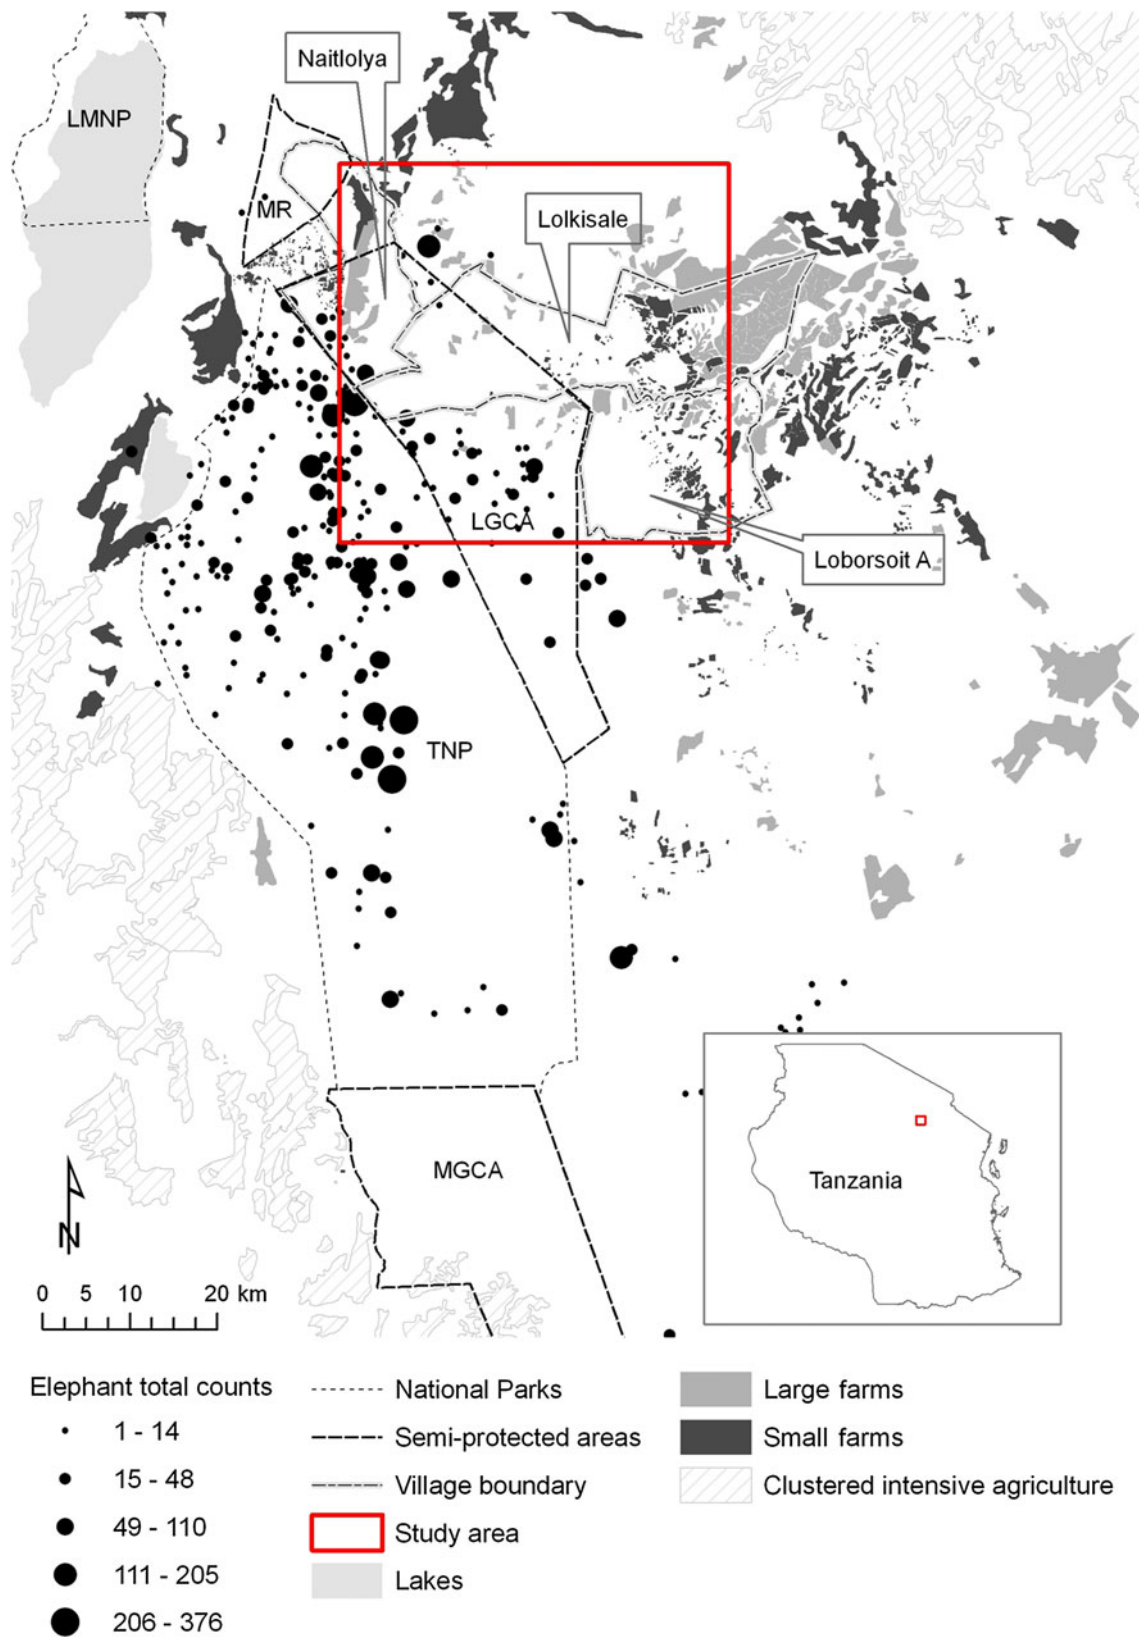 Naitlolya
LMNP
MR
Lolkisale
LGCA
Loborsoit A
TNP
MGCA
Tanzania
N
0 5 10 20 km
Elephant total counts
1 - 14
15 - 48
49 - 110
111 - 205
206 - 376
National Parks
Semi-protected areas
Village boundary
Study area
Lakes
Large farms
Small farms
Clustered intensive agriculture